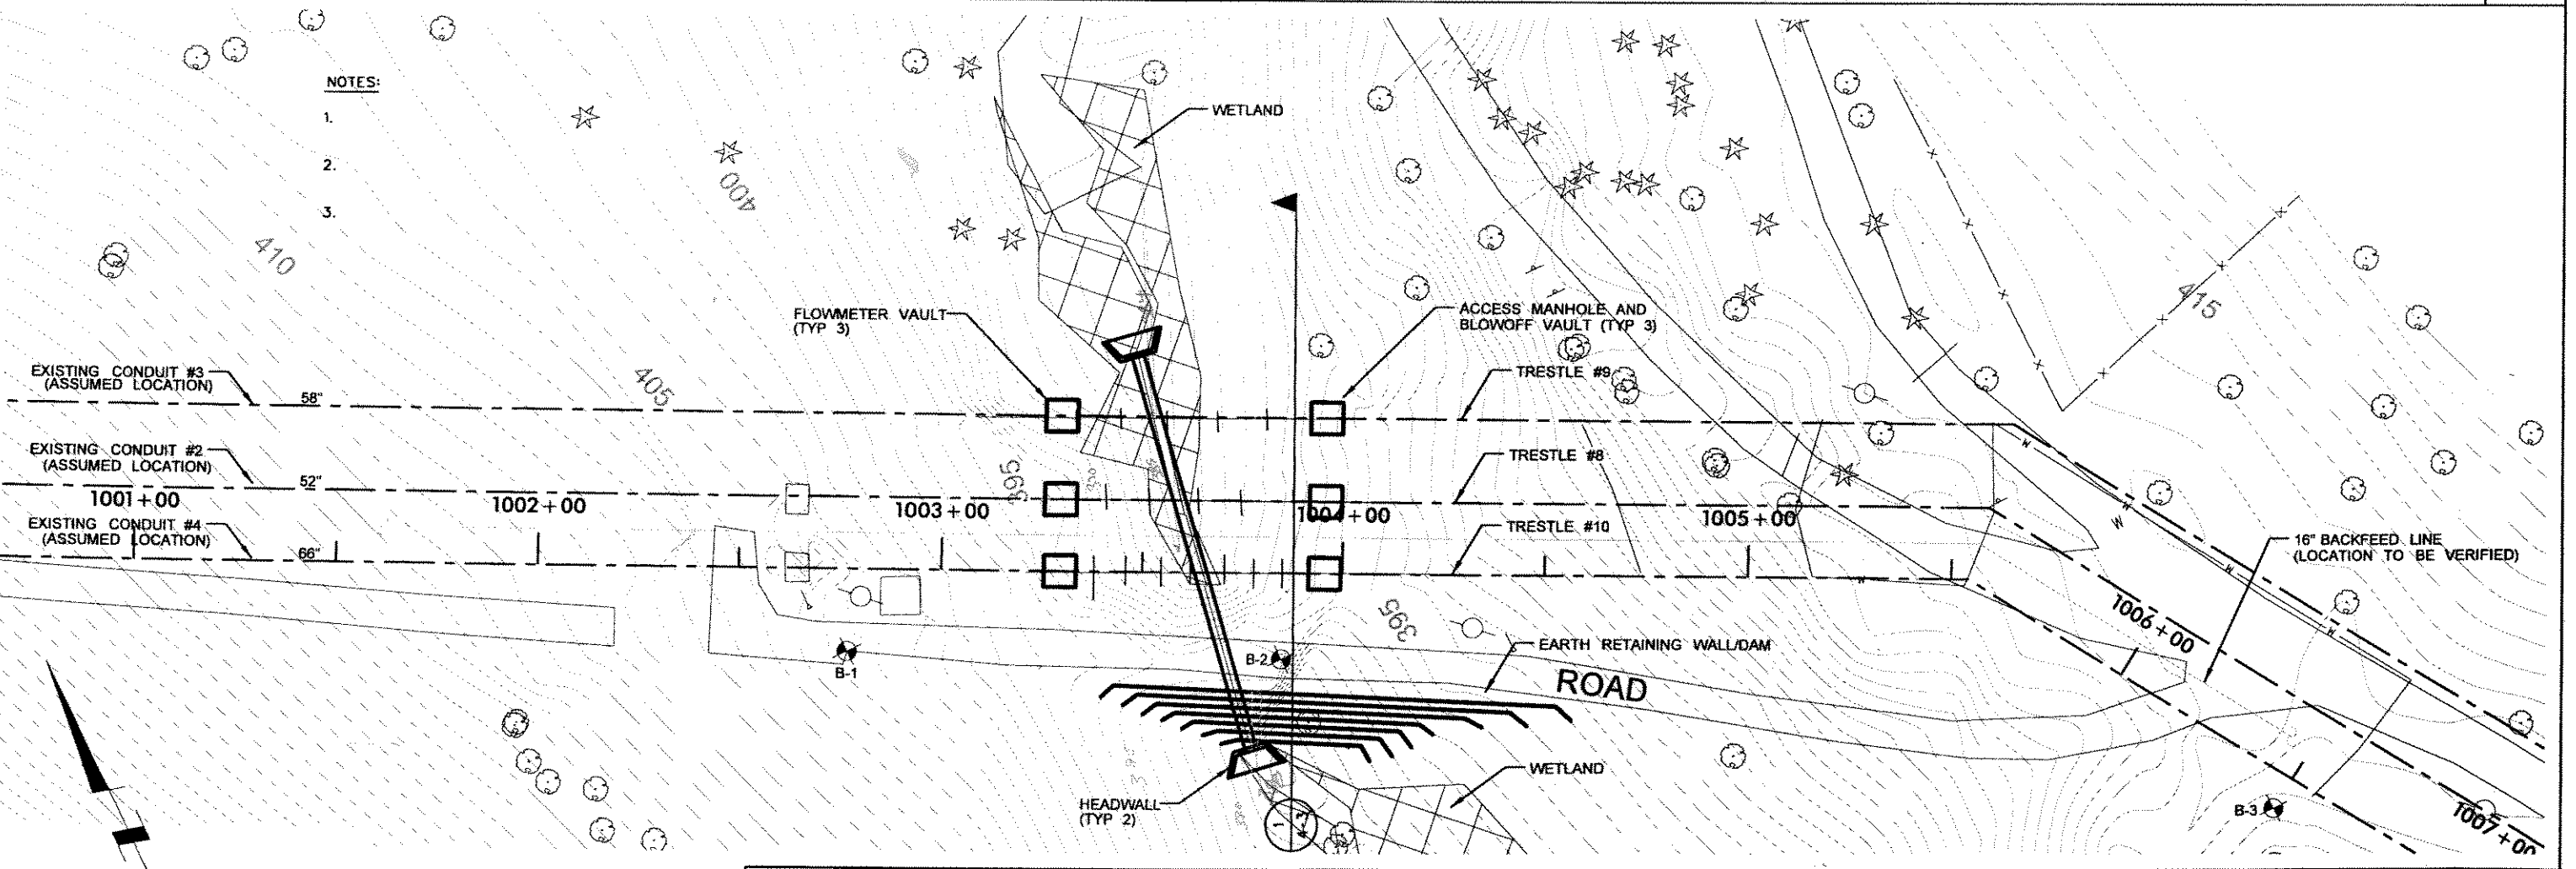 NOTES:
1.
2.
3.
410
400
WETLAND
415
FLOWMETER VAULT
(TYP 3)
ACCESS MANHOLE AND
BLOWOFF VAULT (TYP 3)
EXISTING CONDUIT #3
(ASSUMED LOCATION)
58"
405
TRESTLE #9
EXISTING CONDUIT #2
(ASSUMED LOCATION)
52"
395
TRESTLE #8
1001+00
1002+00
1003+00
1004+00
1005+00
EXISTING CONDUIT #4
(ASSUMED LOCATION)
66"
TRESTLE #10
W
W
W
W
W
W
16" BACKFEED LINE
(LOCATION TO BE VERIFIED)
395
1006+00
EARTH RETAINING WALL/DAM
B-1
B-2
ROAD
WETLAND
HEADWALL
(TYP 2)
1
B-3
1007+00